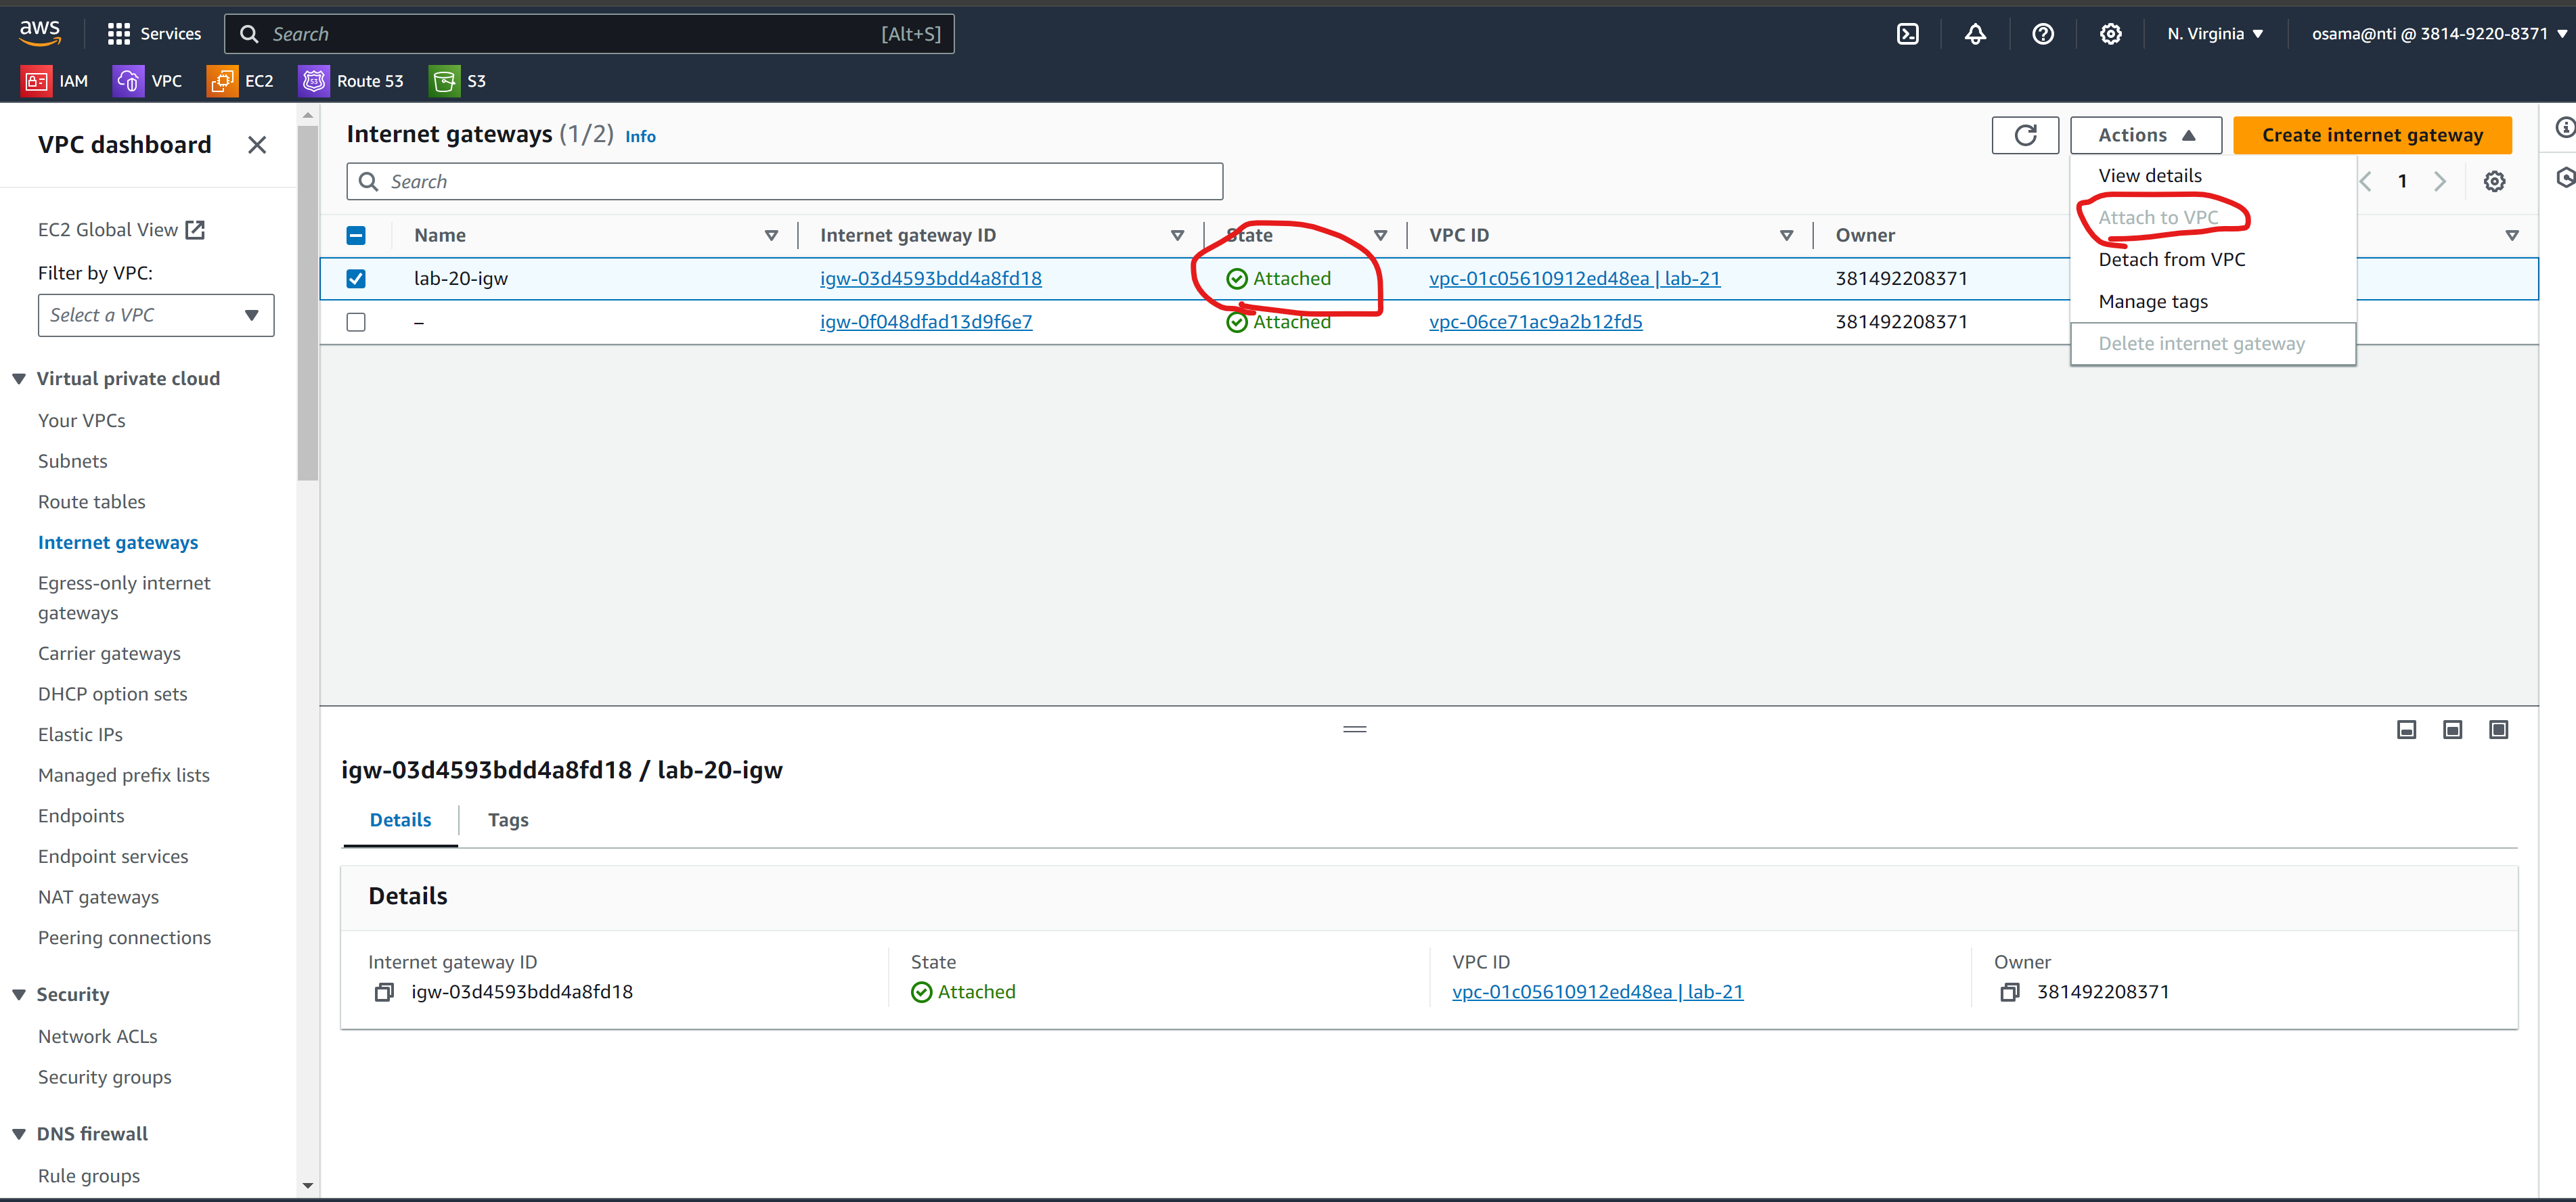 aws
Services
Search
[Alt+S]
N. Virginia
osama@nti @ 3814-9220-8371
IAM
VPC
EC2
53
Route 53
S3
VPC dashboard
EC2 Global View
Filter by VPC:
Select a VPC
Virtual private cloud
Your VPCs
Subnets
Route tables
Internet gateways
Egress-only internet
gateways
Carrier gateways
DHCP option sets
Elastic IPs
Managed prefix lists
Endpoints
Endpoint services
NAT gateways
Peering connections
Security
Network ACLs
Security groups
DNS firewall
Rule groups
Internet gateways (1/2) Info
Actions
Create internet gateway
Search
View details
Attach to VPC
Detach from VPC
Manage tags
Delete internet gateway
1
Name Internet gateway ID State VPC ID Owner
lab-20-igw igw-03d4593bdd4a8fd18 Attached vpc-01c05610912ed48ea | lab-21 381492208371
– igw-0f048dfad13d9f6e7 Attached vpc-06ce71ac9a2b12fd5 381492208371
igw-03d4593bdd4a8fd18 / lab-20-igw
Details Tags
Details
Internet gateway ID
igw-03d4593bdd4a8fd18
State
Attached
VPC ID
vpc-01c05610912ed48ea | lab-21
Owner
381492208371